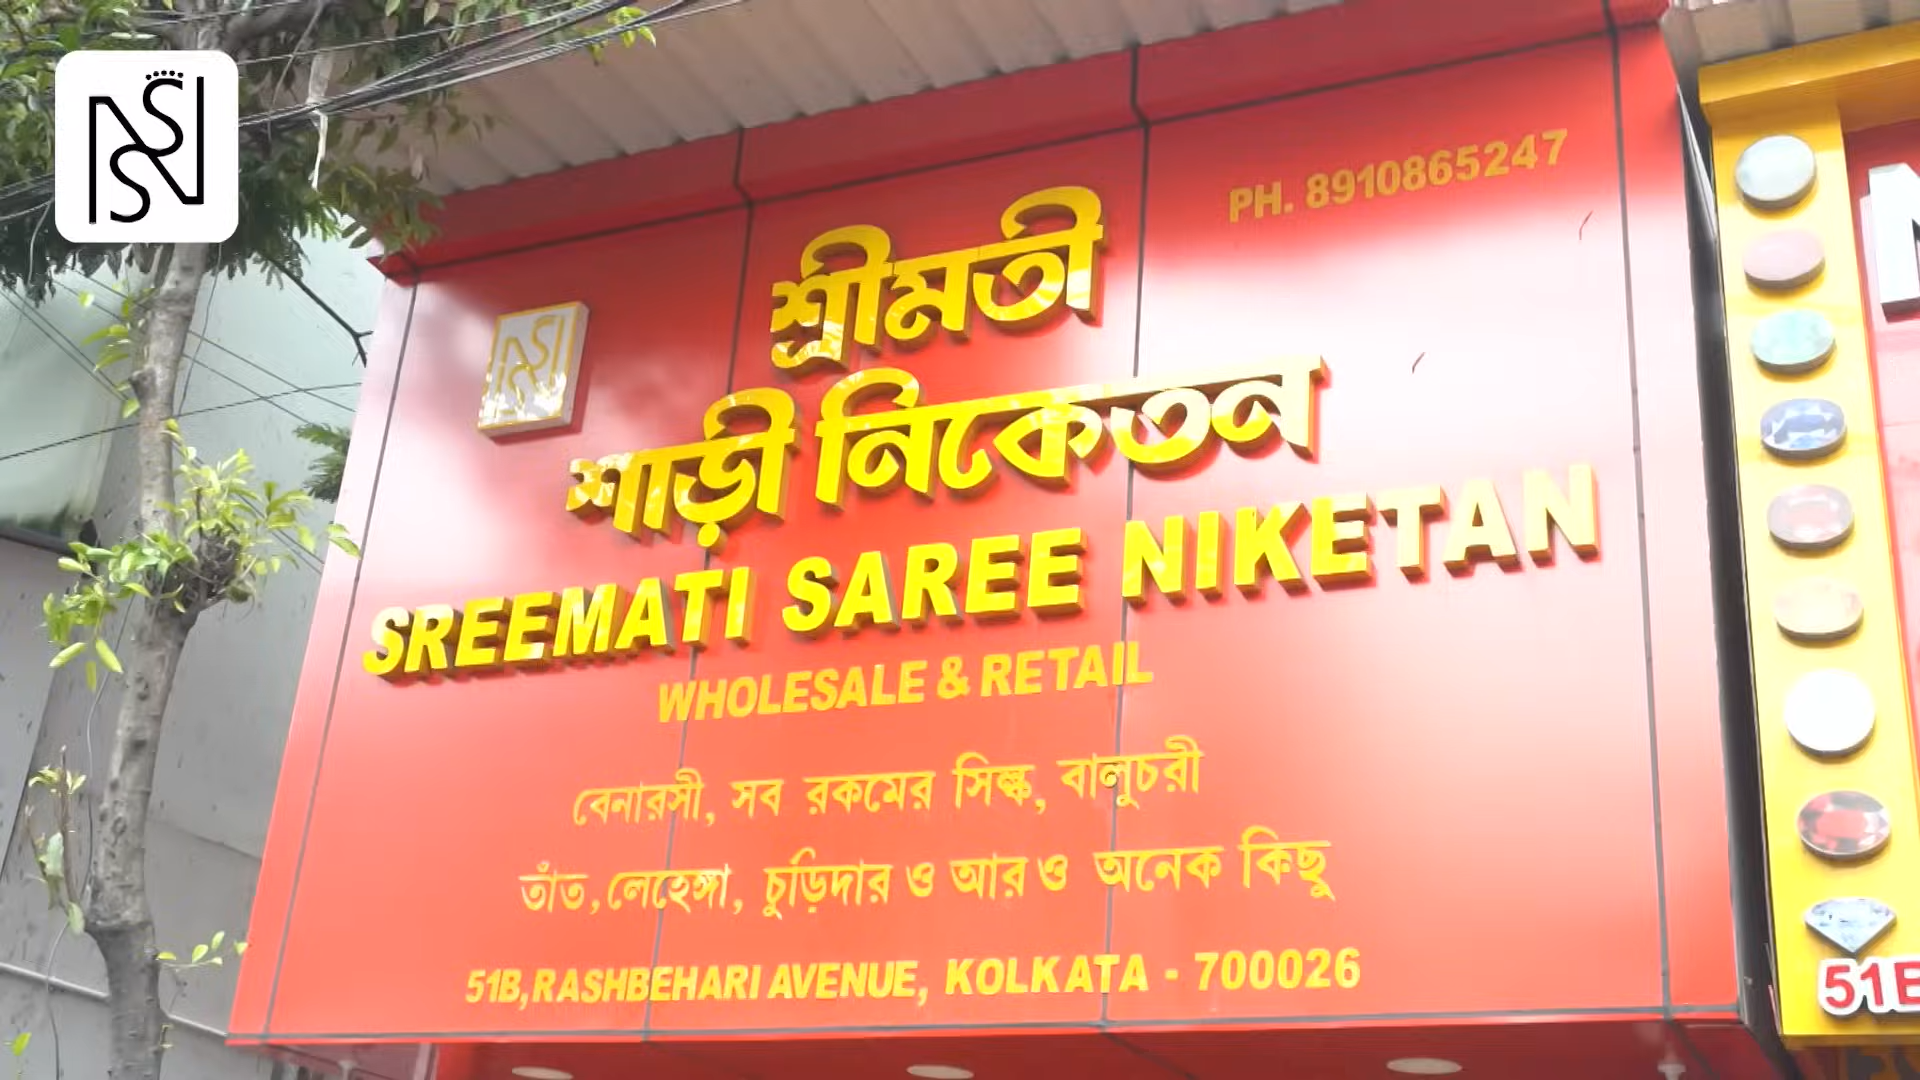 PH. 8910865247
শ্রীমতী
শাড়ী নিকেতন
SREEMATI SAREE NIKETAN
WHOLESALE & RETAIL
বেনারসী, সব রকমের সিল্ক, বালুচরী
তাঁত, লেহেঙ্গা, চুড়িদার ও আরও অনেক কিছু
51B, RASHBEHARI AVENUE, KOLKATA - 700026
51B